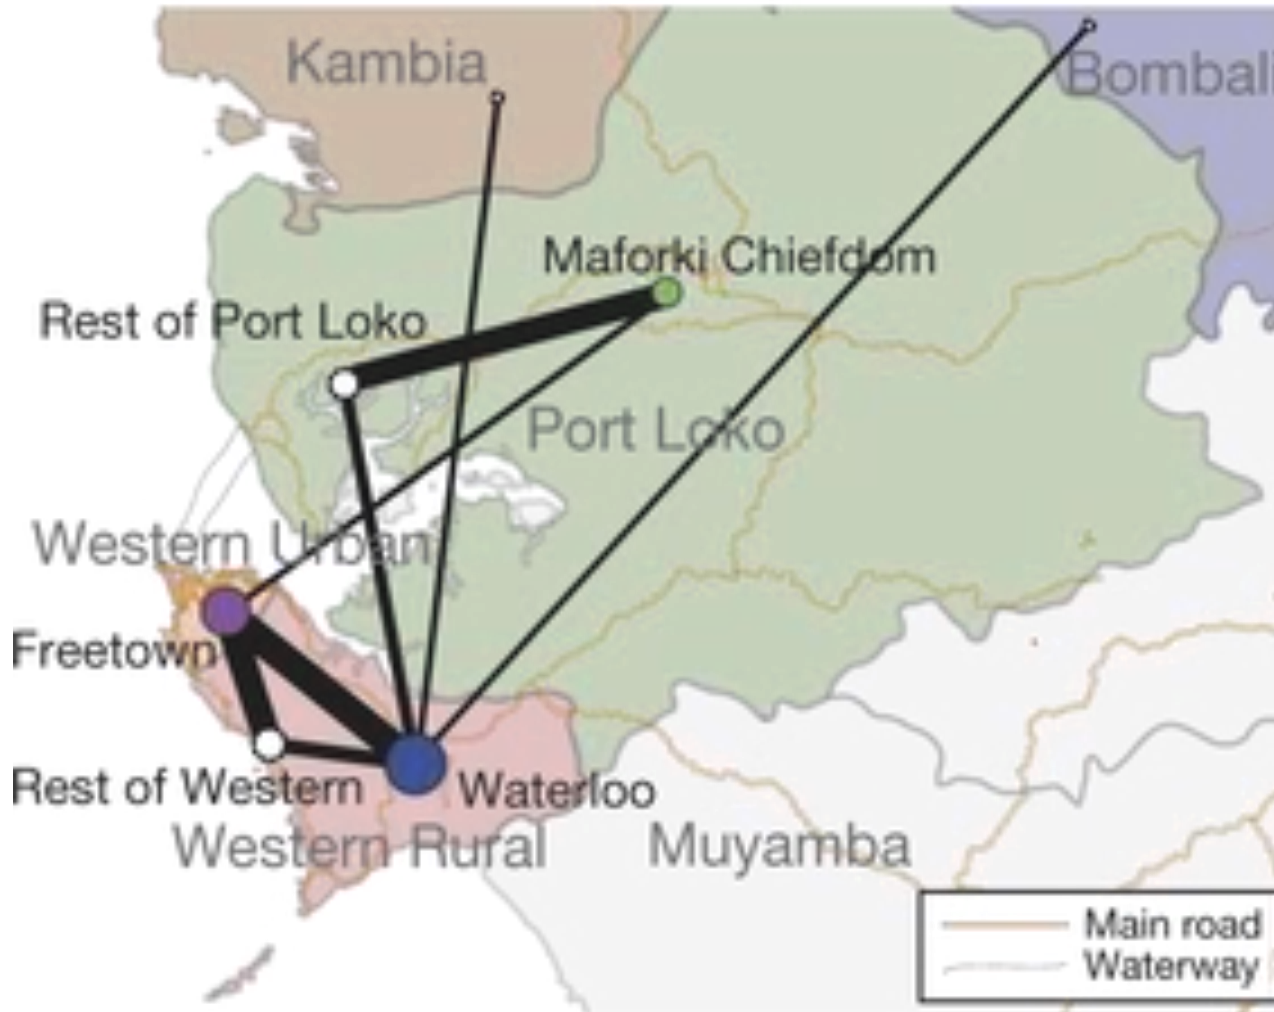 Kambia
Bombali
Maforki Chiefdom
Rest of Port Loko
Port Loko
Western Urban
Freetown
Rest of Western
Waterloo
Western Rural
Muyamba
Main road
Waterway